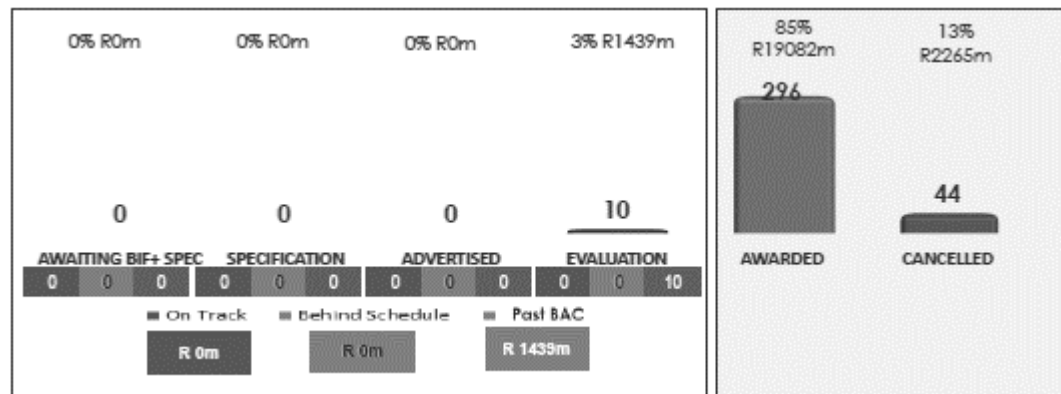 0% R0m 0% R0m 0% R0m 3% R1439m
0 0 0 10
AWAITING BIF+ SPEC SPECIFICATION ADVERTISED EVALUATION
0 0 0 0 0 0 0 0 0 0 0 10
On Track Behind Schedule Past BAC
R 0m R 0m R 1439m
85% 13%
R19082m R2265m
296
44
AWARDED CANCELLED